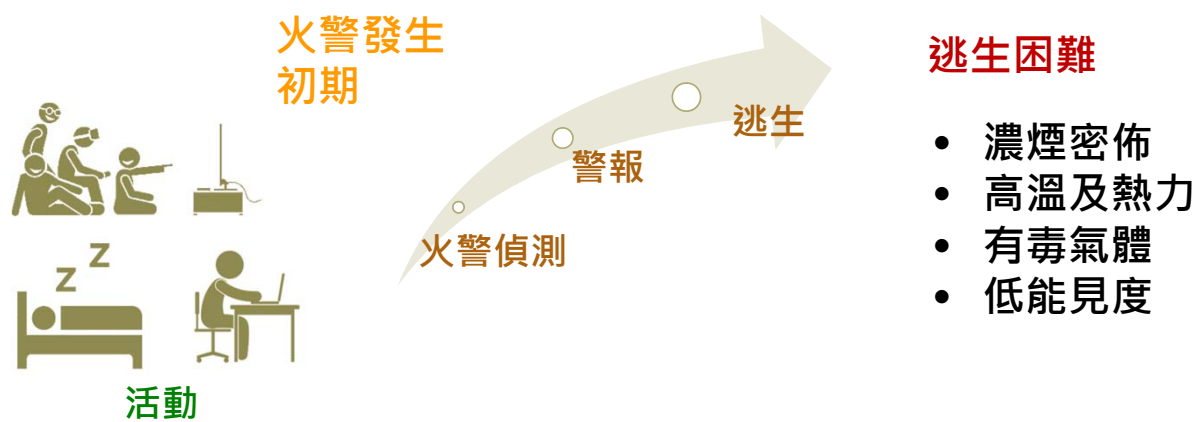 火警發生
初期
Z
Z
活動
火警偵測
警報
逃生
逃生困難
• 濃煙密佈
• 高溫及熱力
• 有毒氣體
• 低能見度